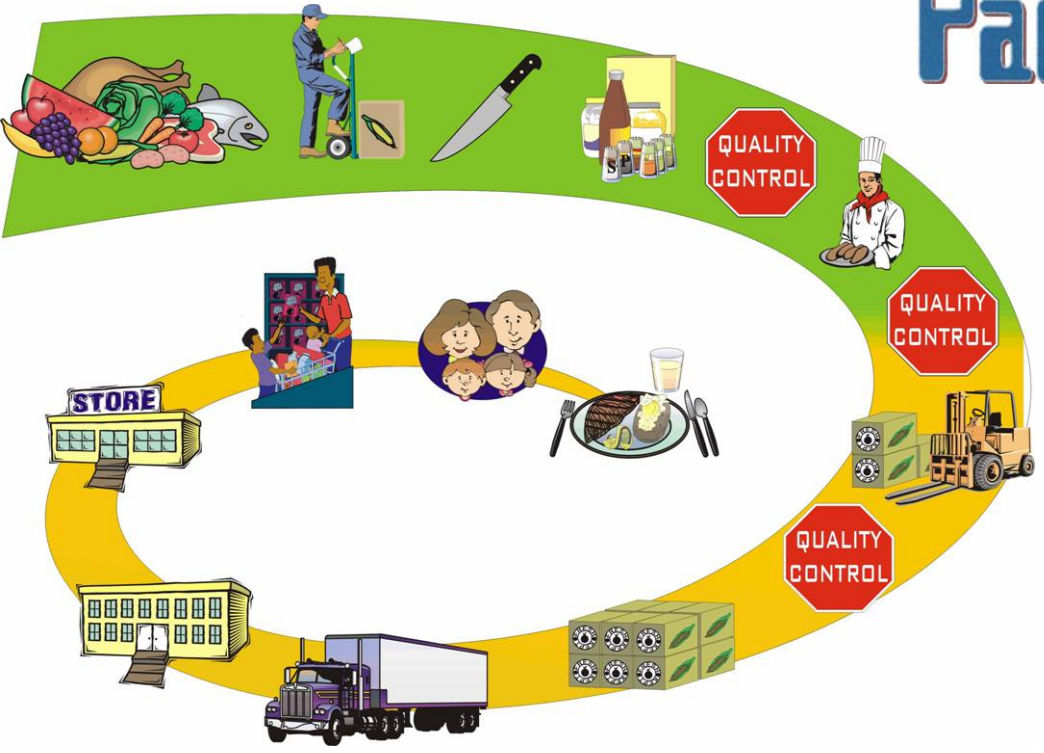 S P
QUALITY
CONTROL
QUALITY
CONTROL
STORE
QUALITY
CONTROL